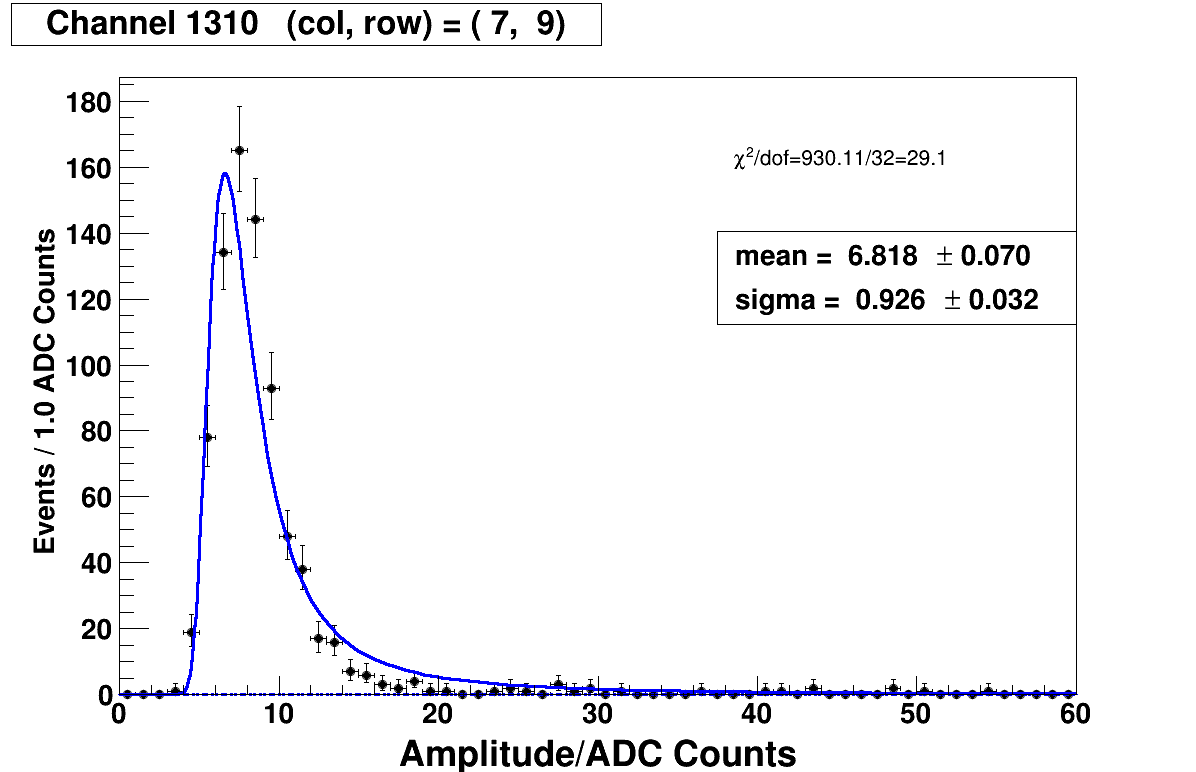 Channel 1310 (col, row) = ( 7, 9)
180
160
140
120
100
80
60
40
20
0
Events / 1.0 ADC Counts
χ²/dof=930.11/32=29.1
mean = 6.818 ± 0.070
sigma = 0.926 ± 0.032
0 10 20 30 40 50 60
Amplitude/ADC Counts